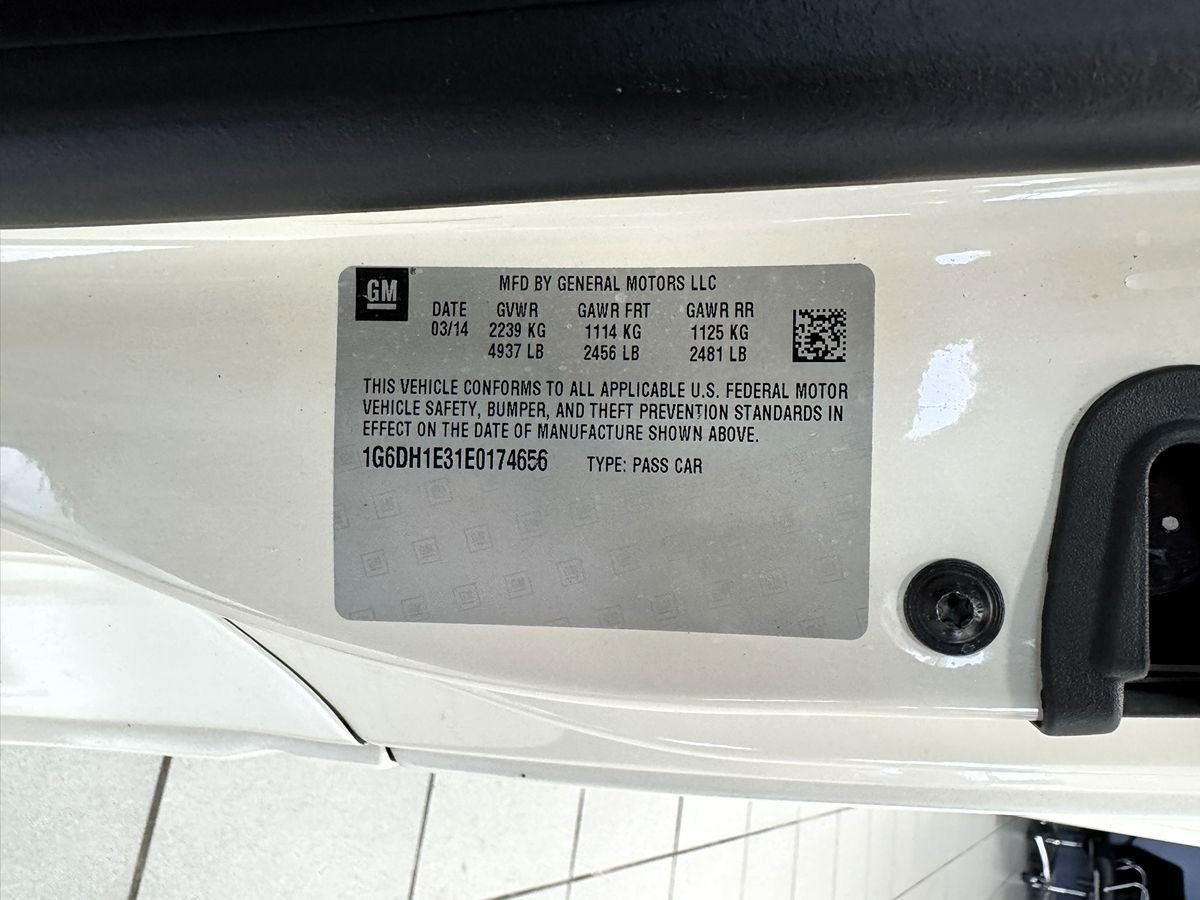 GM
MFD BY GENERAL MOTORS LLC
DATE GVWR GAWR FRT GAWR RR
03/14 2239 KG 1114 KG 1125 KG
4937 LB 2456 LB 2481 LB
THIS VEHICLE CONFORMS TO ALL APPLICABLE U.S. FEDERAL MOTOR
VEHICLE SAFETY, BUMPER, AND THEFT PREVENTION STANDARDS IN
EFFECT ON THE DATE OF MANUFACTURE SHOWN ABOVE.
1G6DH1E31E0174656 TYPE: PASS CAR